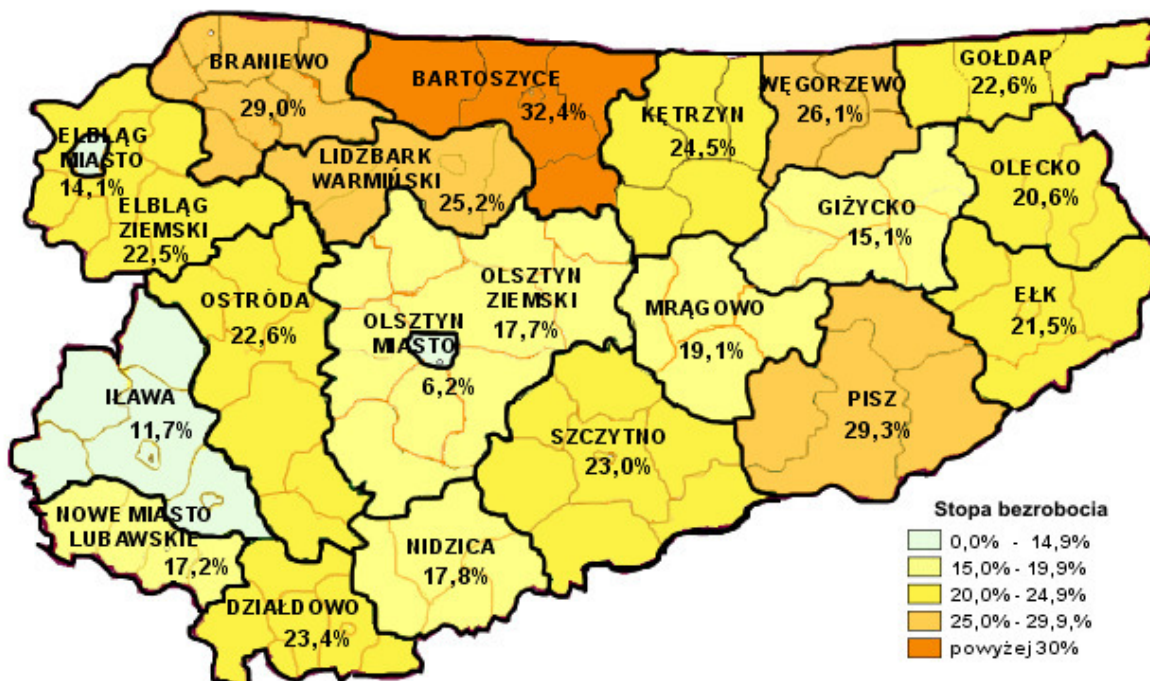 BRANIEWO
29,0%
BARTOSZYCE
32,4%
KĘTRZYN
24,5%
WĘGORZEWO
26,1%
GOŁDAP
22,6%
ELBLĄG
MIASTO
14,1%
LIDZBARK
WARMIŃSKI
25,2%
OLECKO
20,6%
ELBLĄG
ZIEMSKI
22,5%
GIŻYCKO
15,1%
OSTRÓDA
22,6%
OLSZTYN
ZIEMSKI
17,7%
OLSZTYN
MIASTO
6,2%
MRĄGOWO
19,1%
EŁK
21,5%
IŁAWA
11,7%
PISZ
29,3%
SZCZYTNO
23,0%
NOWE MIASTO
LUBAWSKIE
17,2%
NIDZICA
17,8%
DZIAŁDOWO
23,4%
Stopa bezrobocia
0,0% - 14,9%
15,0% - 19,9%
20,0% - 24,9%
25,0% - 29,9,%
powyżej 30%